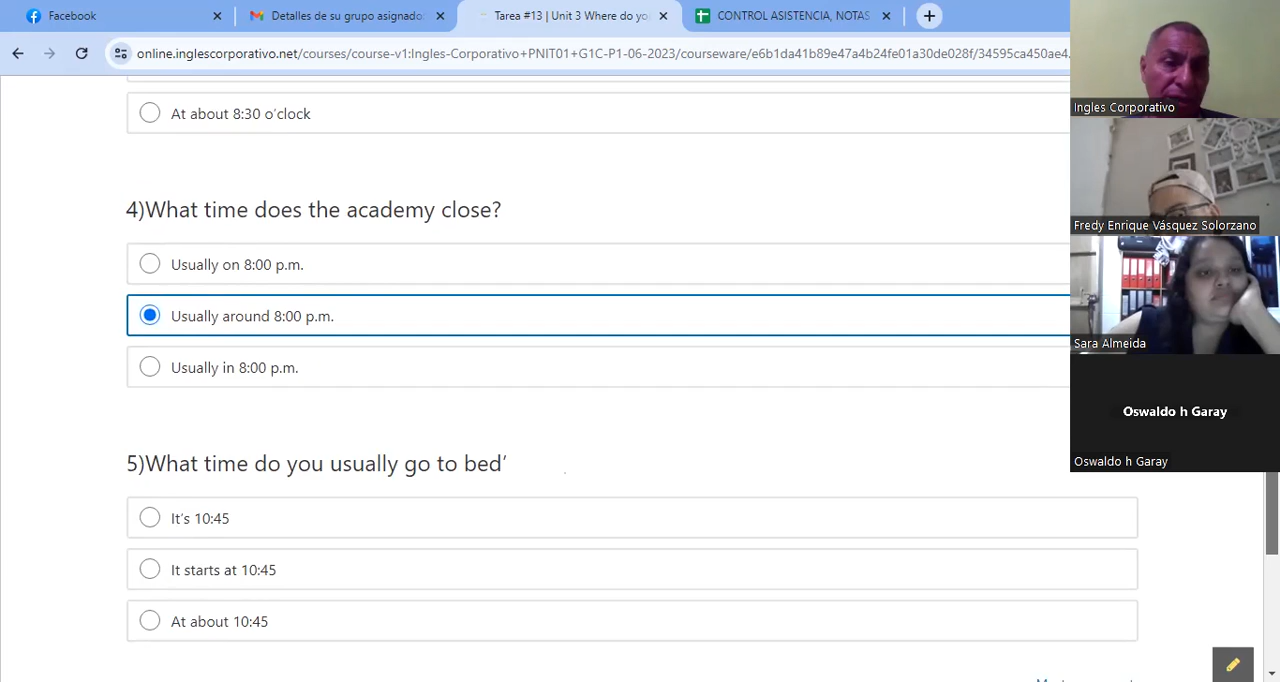 Facebook
Detalles de su grupo asignado
Tarea #13 | Unit 3 Where do yo
CONTROL ASISTENCIA, NOTAS
online.inglescorporativo.net/courses/course-v1:Ingles-Corporativo+PNIT01+G1C-P1-06-2023/courseware/e6b1da41b89e47a4b24fe01a30de028f/34595ca450ae4
Ingles Corporativo
At about 8:30 o'clock
4)What time does the academy close?
Fredy Enrique Vásquez Solorzano
Usually on 8:00 p.m.
Usually around 8:00 p.m.
Sara Almeida
Usually in 8:00 p.m.
Oswaldo h Garay
Oswaldo h Garay
5)What time do you usually go to bed’
It's 10:45
It starts at 10:45
At about 10:45